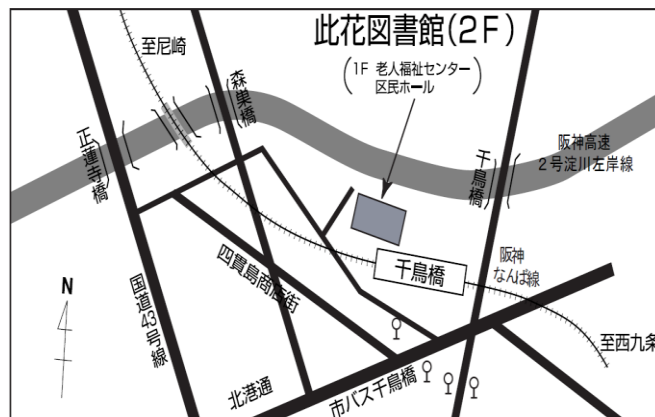 此花図書館(2F)
(1F 老人福祉センター
区民ホール)
至尼崎
森巣橋
正蓮寺橋
千鳥橋
阪神高速
2号淀川左岸線
阪神
なんば線
千鳥橋
四貫島商店街
国道43号線
N
至西九条
北港通
市バス千鳥橋